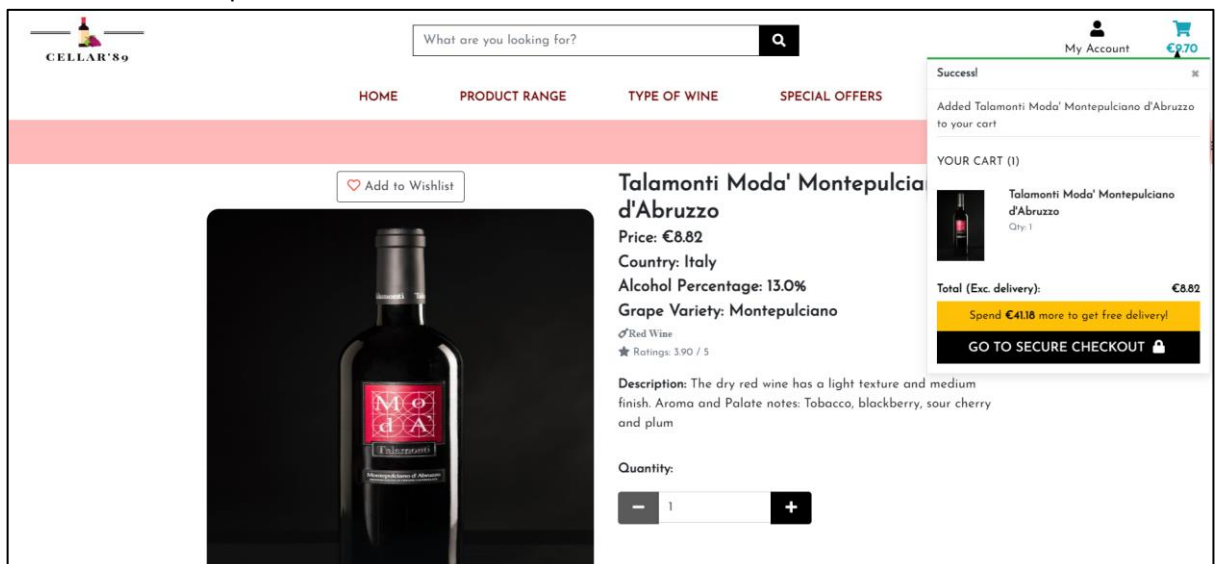 CELLAR'89
What are you looking for?
My Account
€9.70
HOME
PRODUCT RANGE
TYPE OF WINE
SPECIAL OFFERS
Success!
Added Talamonti Moda' Montepulciano d'Abruzzo
to your cart
YOUR CART (1)
Talamonti Moda' Montepulciano
d'Abruzzo
Qty: 1
Total (Exc. delivery):
€8.82
Spend €41.18 more to get free delivery!
GO TO SECURE CHECKOUT
Add to Wishlist
MoDA'
Talamonti
Montepulciano d'Abruzzo
Talamonti Moda' Montepulcia
d'Abruzzo
Price: €8.82
Country: Italy
Alcohol Percentage: 13.0%
Grape Variety: Montepulciano
Red Wine
Ratings: 3.90 / 5
Description: The dry red wine has a light texture and medium
finish. Aroma and Palate notes: Tobacco, blackberry, sour cherry
and plum
Quantity:
1